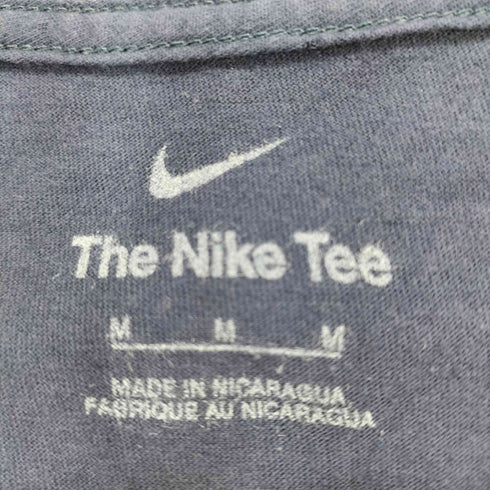 The Nike Tee
M M M
MADE IN NICARAGUA
FABRIQUE AU NICARAGUA